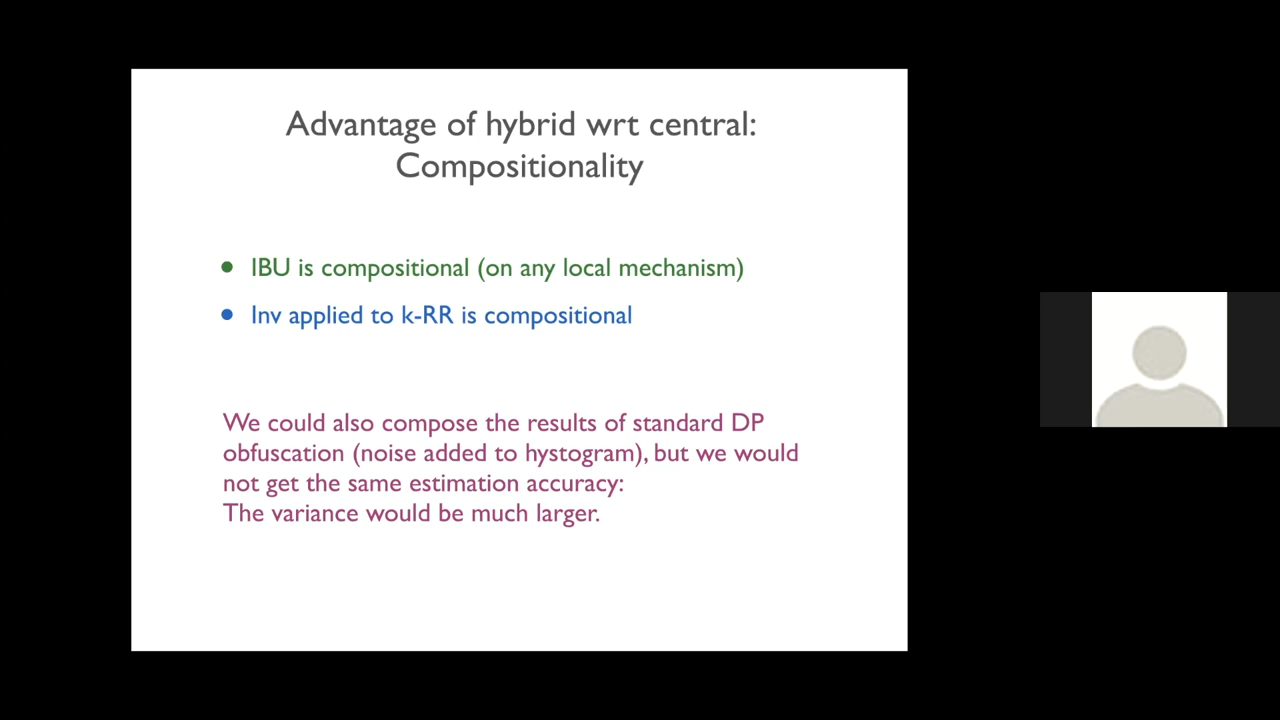 Advantage of hybrid wrt central:
Compositionality
• IBU is compositional (on any local mechanism)
• Inv applied to k-RR is compositional
We could also compose the results of standard DP
obfuscation (noise added to hystogram), but we would
not get the same estimation accuracy:
The variance would be much larger.